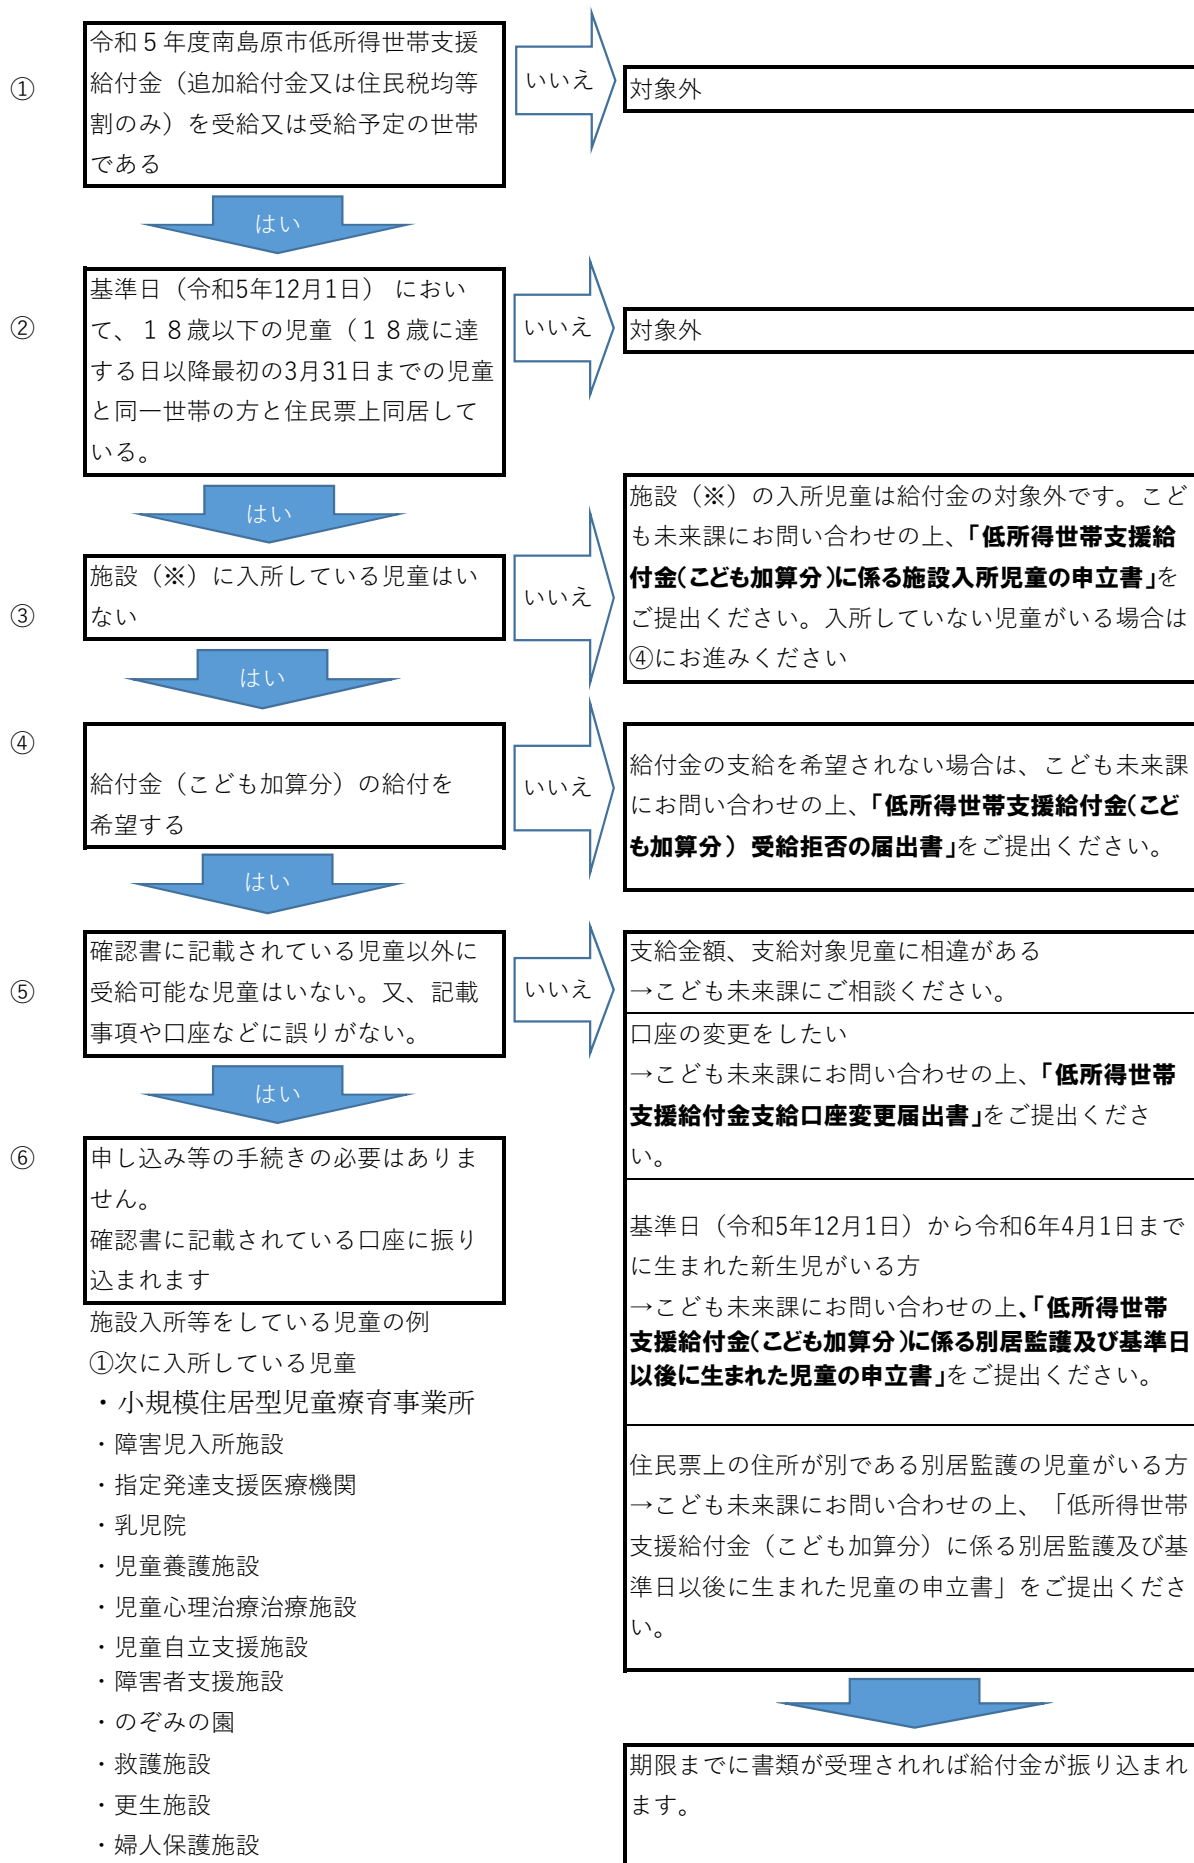 ①
令和５年度南島原市低所得世帯支援
給付金（追加給付金又は住民税均等
割のみ）を受給又は受給予定の世帯
である
いいえ
対象外
はい
②
基準日（令和5年12月1日） におい
て、１８歳以下の児童（１８歳に達
する日以降最初の3月31日までの児童
と同一世帯の方と住民票上同居して
いる。
いいえ
対象外
はい
③
施設（※）に入所している児童はい
ない
いいえ
施設（※）の入所児童は給付金の対象外です。こど
も未来課にお問い合わせの上、「低所得世帯支援給
付金(こども加算分)に係る施設入所児童の申立書」を
ご提出ください。入所していない児童がいる場合は
④にお進みください
はい
④
給付金（こども加算分）の給付を
希望する
いいえ
給付金の支給を希望されない場合は、こども未来課
にお問い合わせの上、「低所得世帯支援給付金(こど
も加算分）受給拒否の届出書」をご提出ください。
はい
⑤
確認書に記載されている児童以外に
受給可能な児童はいない。又、記載
事項や口座などに誤りがない。
いいえ
支給金額、支給対象児童に相違がある
→こども未来課にご相談ください。
口座の変更をしたい
→こども未来課にお問い合わせの上、「低所得世帯
支援給付金支給口座変更届出書」をご提出くださ
い。
基準日（令和5年12月1日）から令和6年4月1日まで
に生まれた新生児がいる方
→こども未来課にお問い合わせの上、「低所得世帯
支援給付金(こども加算分)に係る別居監護及び基準日
以後に生まれた児童の申立書」をご提出ください。
住民票上の住所が別である別居監護の児童がいる方
→こども未来課にお問い合わせの上、「低所得世帯
支援給付金（こども加算分）に係る別居監護及び基
準日以後に生まれた児童の申立書」をご提出くださ
い。
期限までに書類が受理されれば給付金が振り込まれ
ます。
はい
⑥
申し込み等の手続きの必要はありま
せん。
確認書に記載されている口座に振り
込まれます
施設入所等をしている児童の例
①次に入所している児童
・小規模住居型児童療育事業所
・障害児入所施設
・指定発達支援医療機関
・乳児院
・児童養護施設
・児童心理治療治療施設
・児童自立支援施設
・障害者支援施設
・のぞみの園
・救護施設
・更生施設
・婦人保護施設